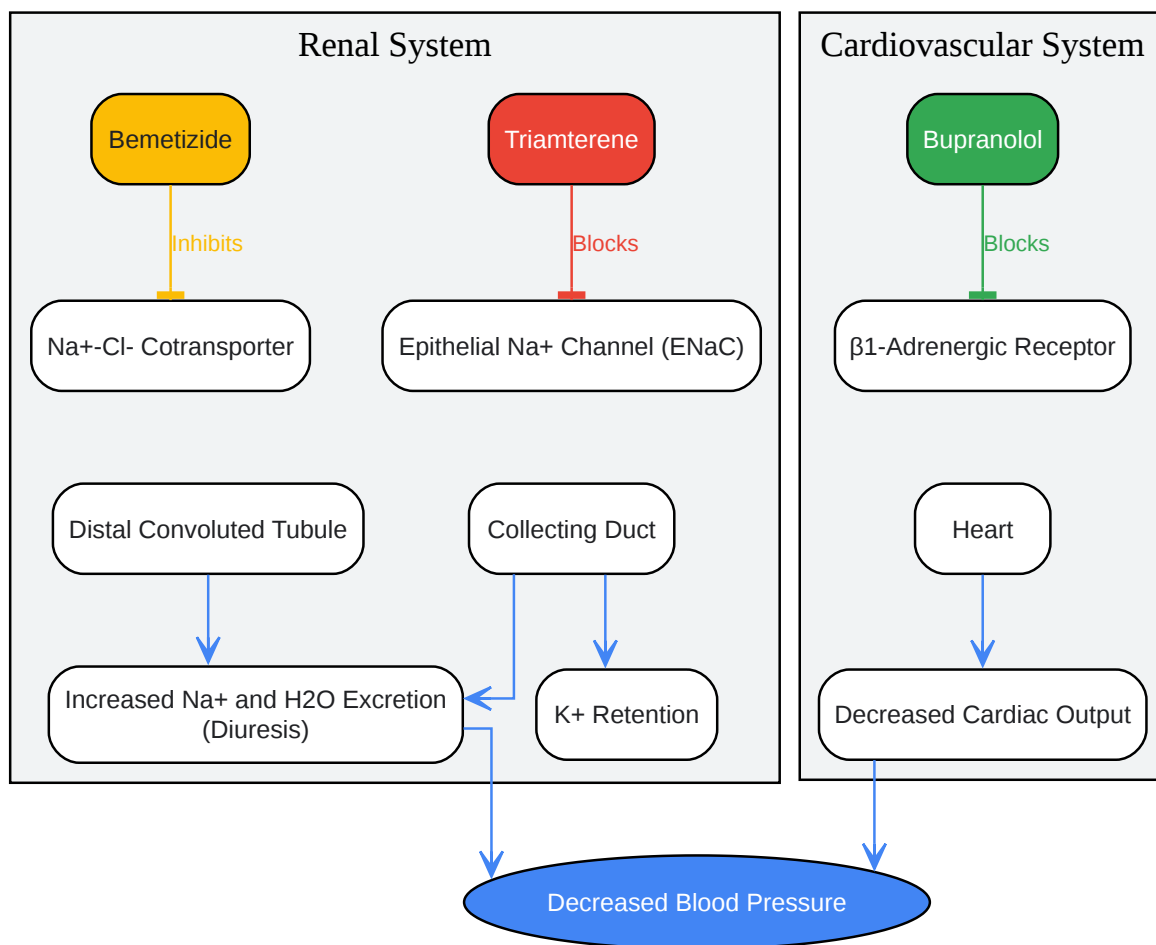 Renal System
Cardiovascular System
Bemetizide
Triamterene
Bupranolol
Inhibits
Blocks
Blocks
Na+-Cl- Cotransporter
Epithelial Na+ Channel (ENaC)
β1-Adrenergic Receptor
Distal Convoluted Tubule
Collecting Duct
Heart
Increased Na+ and H2O Excretion
(Diuresis)
K+ Retention
Decreased Cardiac Output
Decreased Blood Pressure